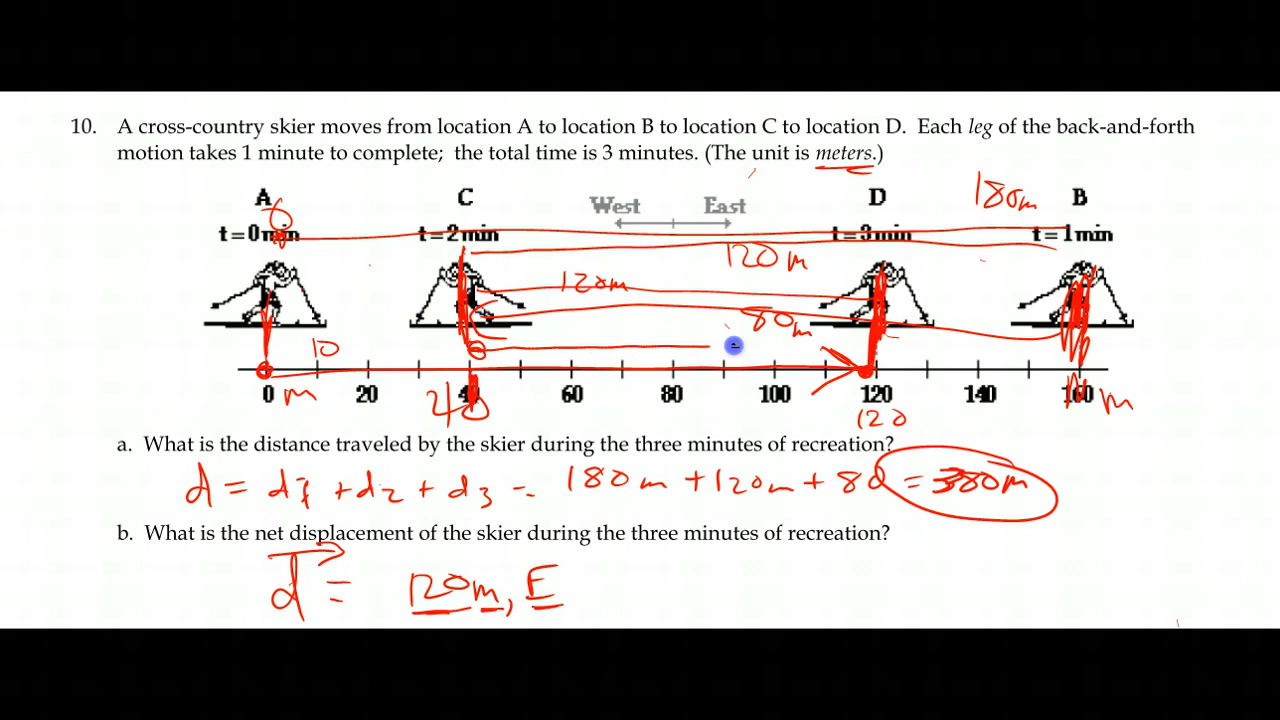 10. A cross-country skier moves from location A to location B to location C to location D. Each leg of the back-and-forth
motion takes 1 minute to complete; the total time is 3 minutes. (The unit is meters.)
A C West East D 180m B
0
t = 0 min t = 2 min t = 3 min t = 1 min
120 m
120m
80m
10
0 m 20 40 60 80 100 120 140 160 m
40 120
a. What is the distance traveled by the skier during the three minutes of recreation?
d = d1 + d2 + d3 = 180m + 120m + 80 = 380m
b. What is the net displacement of the skier during the three minutes of recreation?
d = 120m, E